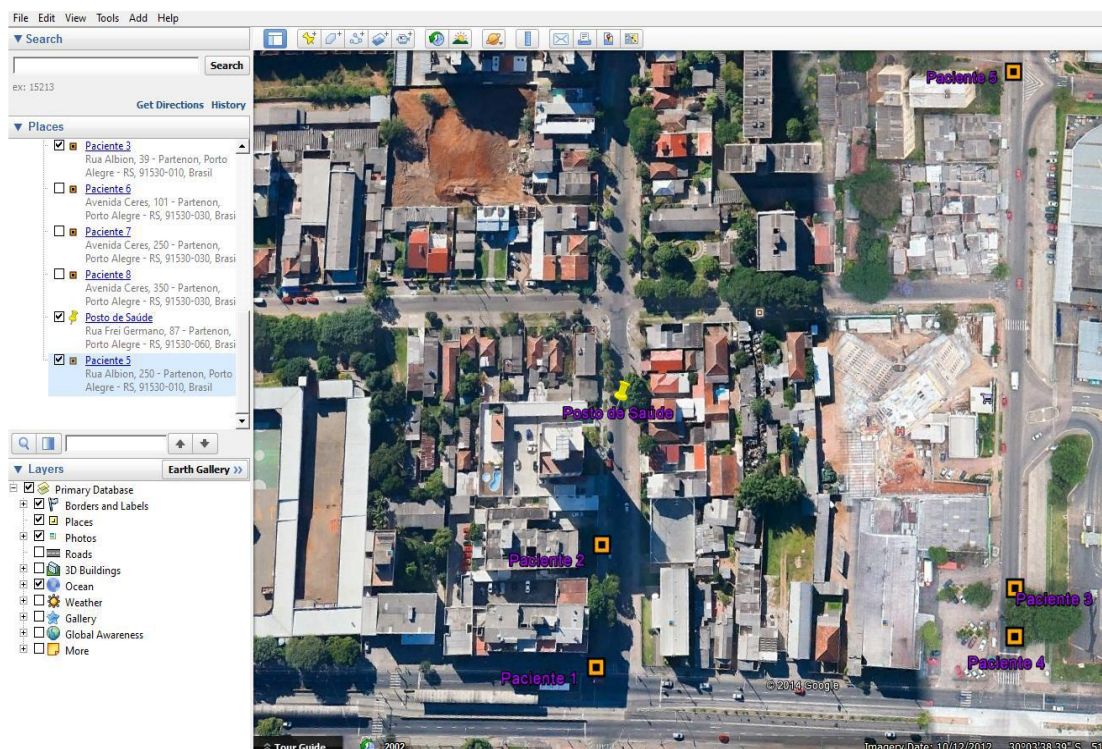 File Edit View Tools Add Help
Search
Search
ex: 15213
Get Directions History
Places
Paciente 3
Rua Albion, 39 - Partenon, Porto
Alegre - RS, 91530-010, Brasil
Paciente 6
Avenida Ceres, 101 - Partenon,
Porto Alegre - RS, 91530-030, Brasi
Paciente 7
Avenida Ceres, 250 - Partenon,
Porto Alegre - RS, 91530-030, Brasi
Paciente 8
Avenida Ceres, 350 - Partenon,
Porto Alegre - RS, 91530-030, Brasi
Posto de Saúde
Rua Frei Germano, 87 - Partenon,
Porto Alegre - RS, 91530-060, Brasi
Paciente 5
Rua Albion, 250 - Partenon, Porto
Alegre - RS, 91530-010, Brasil
Layers
Earth Gallery »
Primary Database
Borders and Labels
Places
Photos
Roads
3D Buildings
Ocean
Weather
Gallery
Global Awareness
More
Paciente 5
Posto de Saúde
Paciente 2
Paciente 3
Paciente 4
Paciente 1
© 2014 Google
Tour Guide
2002
Imagery Date: 10/12/2012 30°03'38.39" S 51